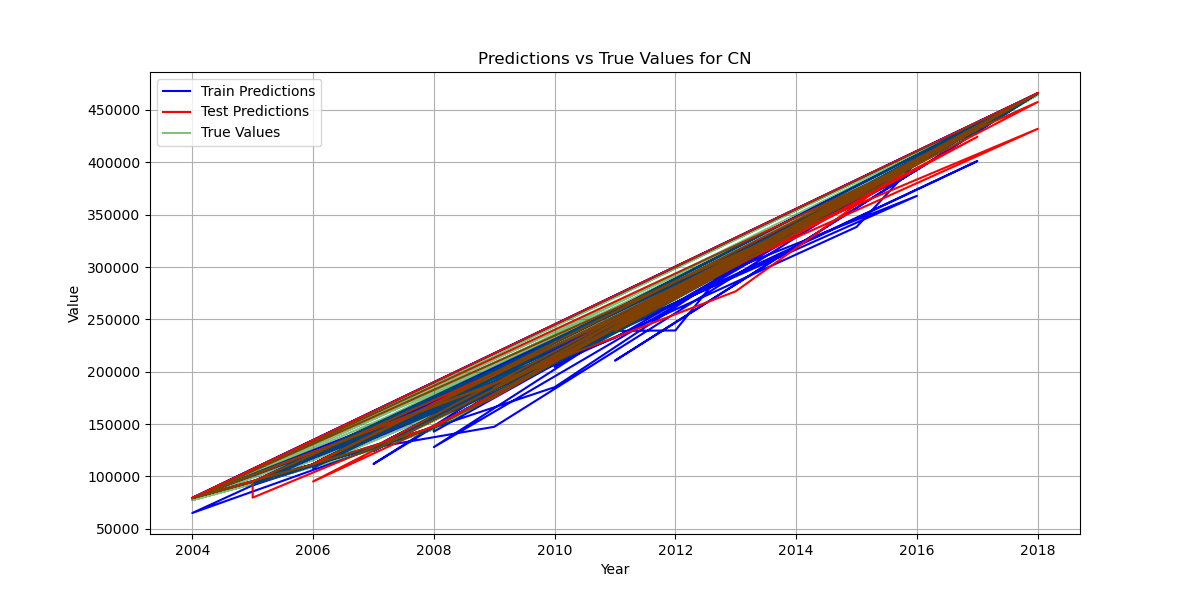 Predictions vs True Values for CN
Train Predictions
Test Predictions
True Values
Value
450000
400000
350000
300000
250000
200000
150000
100000
50000
2004 2006 2008 2010 2012 2014 2016 2018
Year